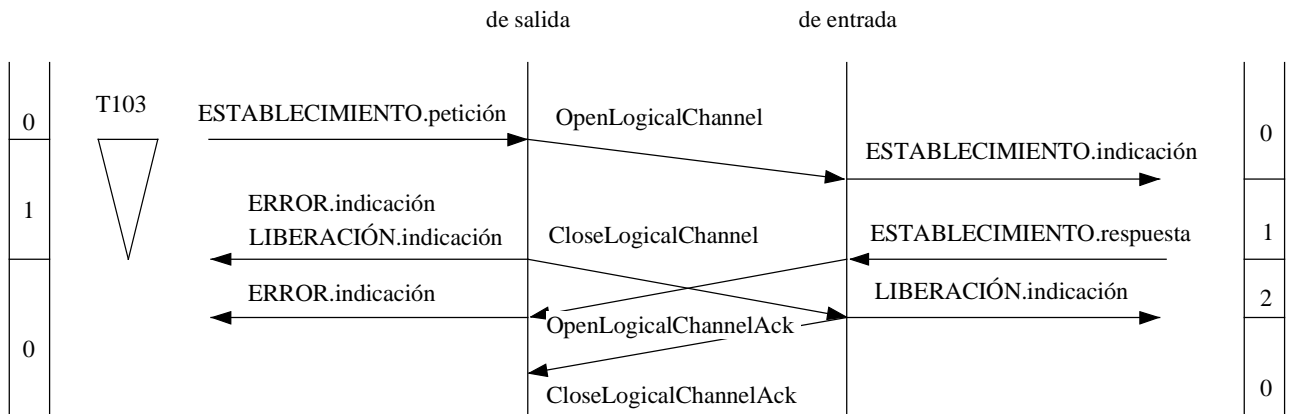 de salida
de entrada
T103
ESTABLECIMIENTO.petición
OpenLogicalChannel
0
0
ESTABLECIMIENTO.indicación
ERROR.indicación
1
LIBERACIÓN.indicación
CloseLogicalChannel
ESTABLECIMIENTO.respuesta
1
ERROR.indicación
LIBERACIÓN.indicación
2
OpenLogicalChannelAck
0
CloseLogicalChannelAck
0